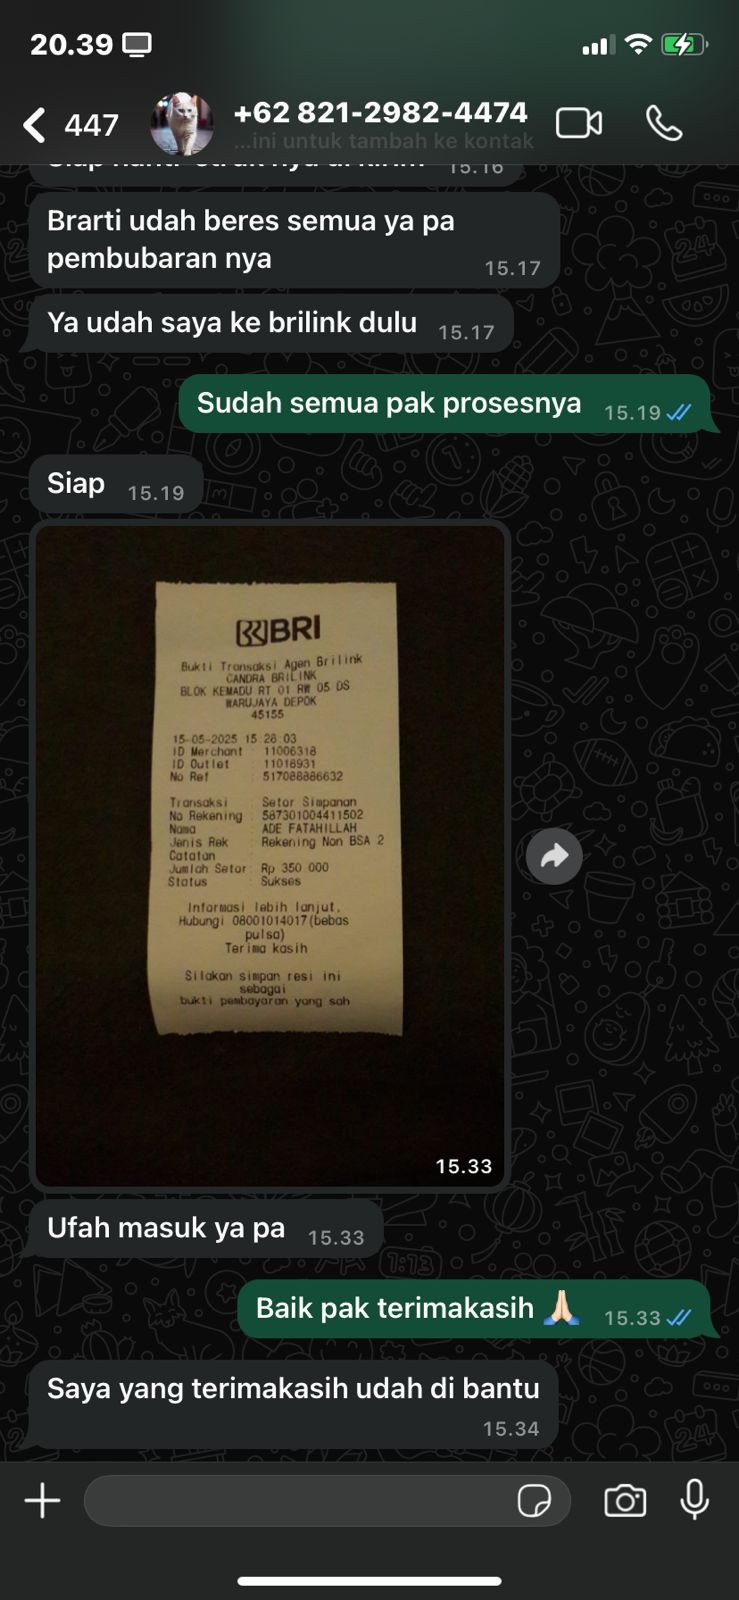 20.39
447
+62 821-2982-4474
...ini untuk tambah ke kontak
15.16
Brarti udah beres semua ya pa
pembubaran nya
15.17
Ya udah saya ke brilink dulu 15.17
Sudah semua pak prosesnya 15.19
Siap 15.19
BRI
Bukti Transaksi Agen Brilink
CANDRA BRILINK
BLOK KEMADU RT 01 RW 05 DS
WARUJAYA DEPOK
45155
15-05-2025 15:28:03
ID Merchant : 11006318
ID Outlet : 11018931
No Ref : 517088886632
Transaksi : Setor Simpanan
No Rekening : 587301004411502
Nama : ADE FATAHILLAH
Jenis Rek : Rekening Non BSA 2
Catatan :
Jumlah Setor: Rp 350.000
Status : Sukses
Informasi lebih lanjut,
Hubungi 08001014017(bebas
pulsa)
Terima kasih
Silakan simpan resi ini
sebagai
bukti pembayaran yang sah
15.33
Ufah masuk ya pa 15.33
Baik pak terimakasih 🙏🏻 15.33
Saya yang terimakasih udah di bantu
15.34